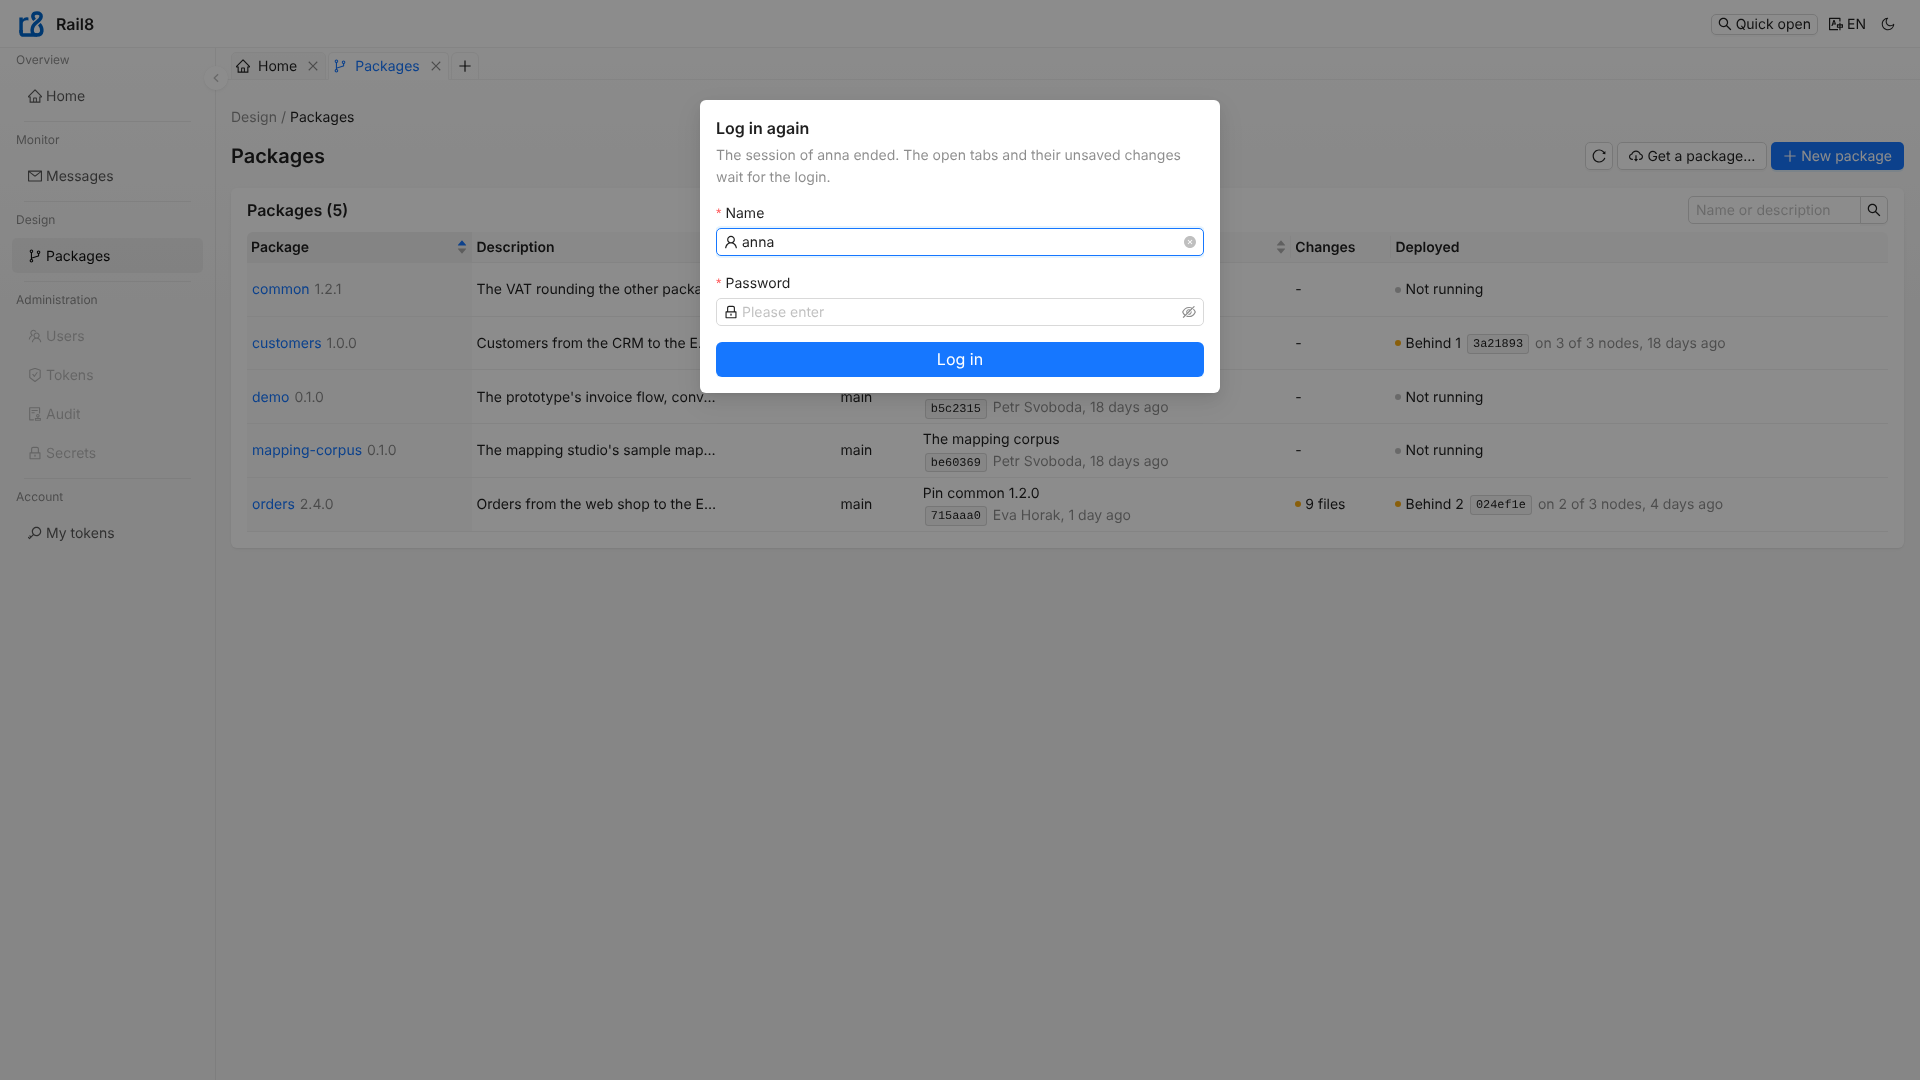 r8 Rail8
Quick open
EN
Overview
Home
Monitor
Messages
Design
Packages
Administration
Users
Tokens
Audit
Secrets
Account
My tokens
Home
Packages
Design / Packages
Packages
Get a package...
New package
Packages (5)
Name or description
Package Description Changes Deployed
common 1.2.1 The VAT rounding the other packa - Not running
customers 1.0.0 Customers from the CRM to the E - Behind 1 3a21893 on 3 of 3 nodes, 18 days ago
demo 0.1.0 The prototype's invoice flow, conv... main - Not running
b5c2315 Petr Svoboda, 18 days ago
The mapping corpus
mapping-corpus 0.1.0 The mapping studio's sample map... main - Not running
be60369 Petr Svoboda, 18 days ago
Pin common 1.2.0
orders 2.4.0 Orders from the web shop to the E... main 9 files Behind 2 024ef1e on 2 of 3 nodes, 4 days ago
715aaa0 Eva Horak, 1 day ago
Log in again
The session of anna ended. The open tabs and their unsaved changes
wait for the login.
* Name
anna
* Password
Please enter
Log in